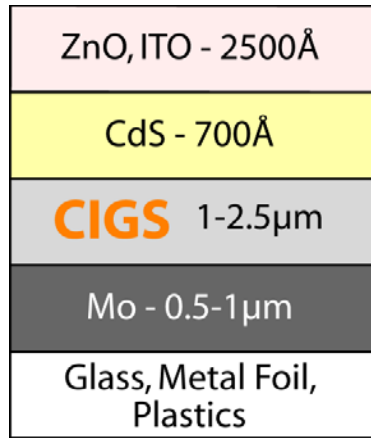 ZnO, ITO - 2500Å
CdS - 700Å
CIGS 1-2.5μm
Mo - 0.5-1μm
Glass, Metal Foil,
Plastics